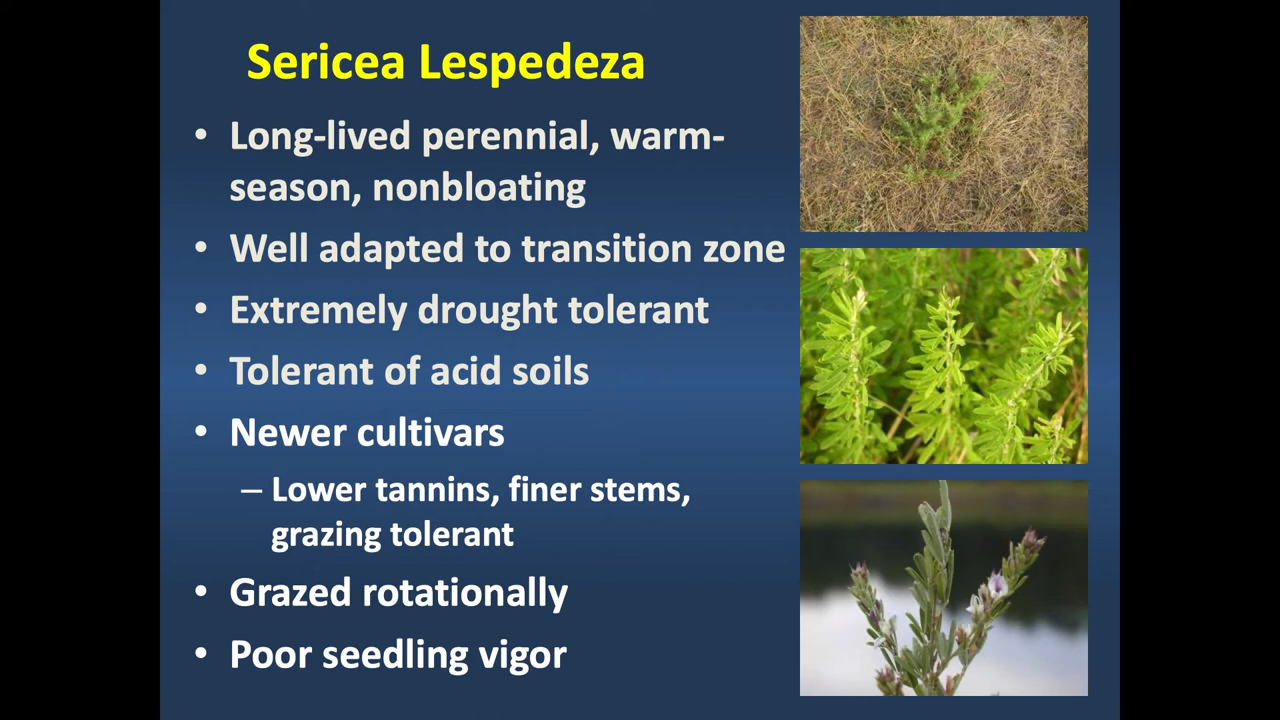 Sericea Lespedeza
• Long-lived perennial, warm-
season, nonbloating
• Well adapted to transition zone
• Extremely drought tolerant
• Tolerant of acid soils
• Newer cultivars
– Lower tannins, finer stems,
grazing tolerant
• Grazed rotationally
• Poor seedling vigor